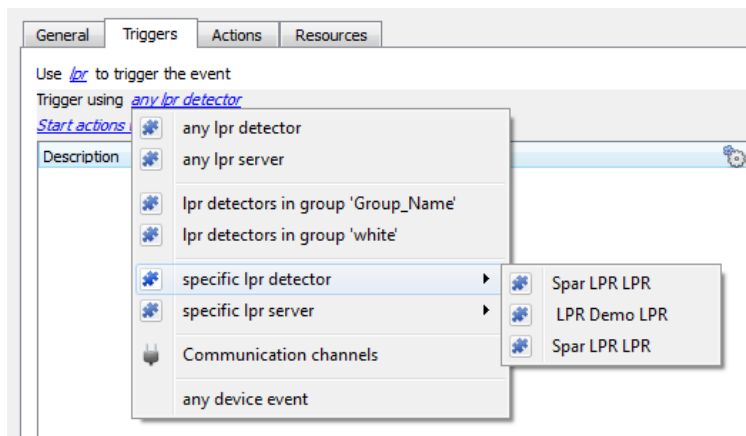 General Triggers Actions Resources
Use lpr to trigger the event
Trigger using any lpr detector
Start actions
Description
any lpr detector
any lpr server
lpr detectors in group 'Group_Name'
lpr detectors in group 'white'
specific lpr detector
specific lpr server
Communication channels
any device event
Spar LPR LPR
LPR Demo LPR
Spar LPR LPR